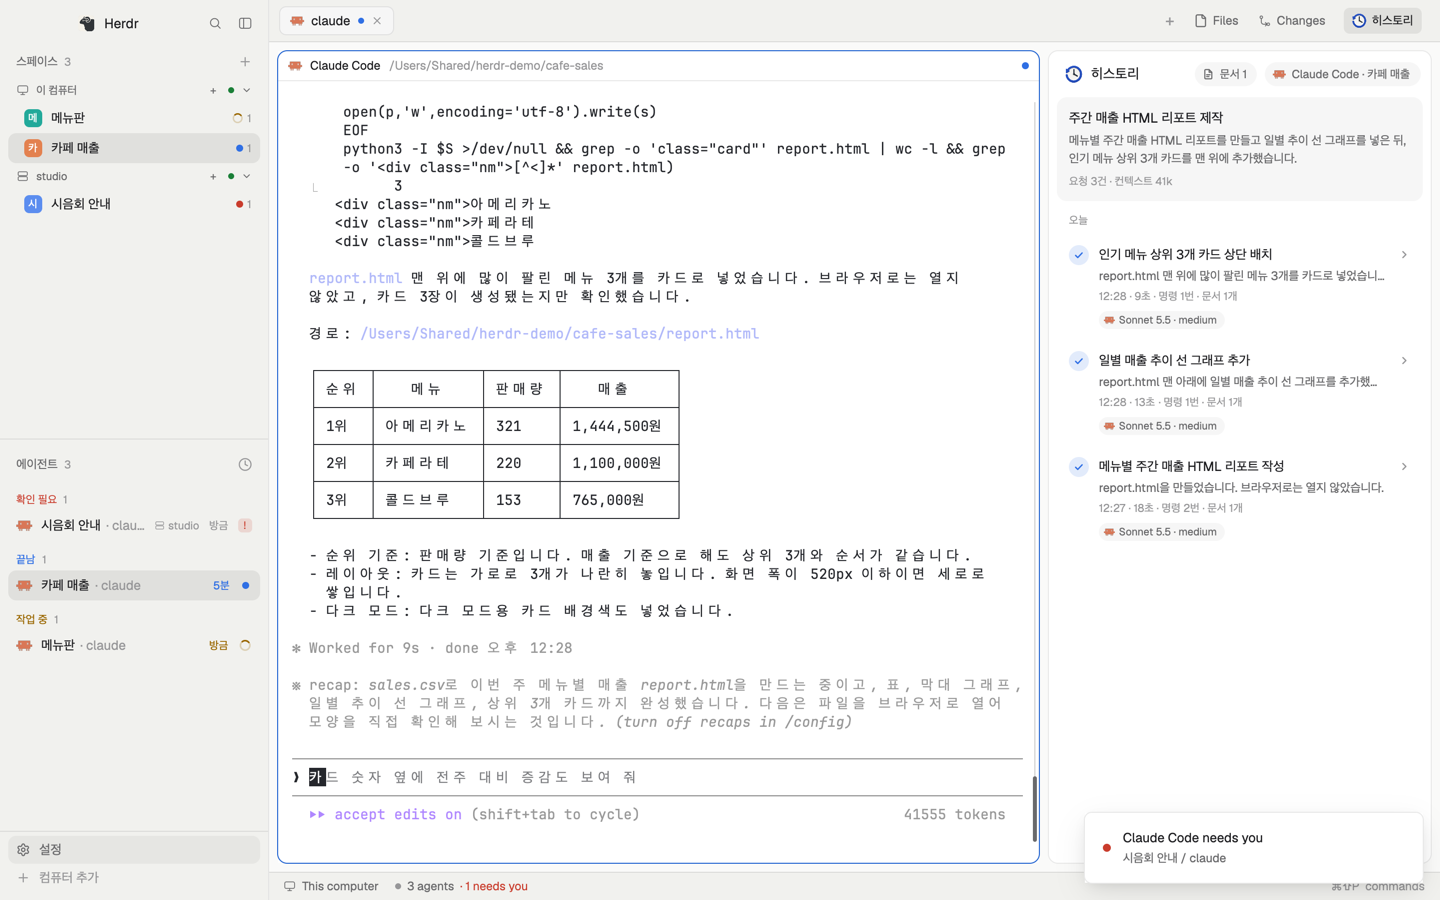 Herdr
스페이스 3
이 컴퓨터
메 메뉴판 1
카 카페 매출 1
studio
시 시음회 안내 1
에이전트 3
확인 필요 1
시음회 안내 · clau... studio 방금 !
끝남 1
카페 매출 · claude 5분
작업 중 1
메뉴판 · claude 방금
설정
컴퓨터 추가
claude
Files
Changes
히스토리
Claude Code /Users/Shared/herdr-demo/cafe-sales
open(p,'w',encoding='utf-8').write(s)
EOF
python3 -I $S >/dev/null && grep -o 'class="card"' report.html | wc -l && grep
-o '<div class="nm">[^<]*' report.html)
3
<div class="nm">아메리카노
<div class="nm">카페라테
<div class="nm">콜드브루
report.html 맨 위에 많이 팔린 메뉴 3개를 카드로 넣었습니다. 브라우저로는 열지
않았고, 카드 3장이 생성됐는지만 확인했습니다.
경로: /Users/Shared/herdr-demo/cafe-sales/report.html
순위 메뉴 판매량 매출
1위 아메리카노 321 1,444,500원
2위 카페라테 220 1,100,000원
3위 콜드브루 153 765,000원
- 순위 기준: 판매량 기준입니다. 매출 기준으로 해도 상위 3개와 순서가 같습니다.
- 레이아웃: 카드는 가로로 3개가 나란히 놓입니다. 화면 폭이 520px 이하이면 세로로
쌓입니다.
- 다크 모드: 다크 모드용 카드 배경색도 넣었습니다.
✻ Worked for 9s · done 오후 12:28
※ recap: sales.csv로 이번 주 메뉴별 매출 report.html을 만드는 중이고, 표, 막대 그래프,
일별 추이 선 그래프, 상위 3개 카드까지 완성했습니다. 다음은 파일을 브라우저로 열어
모양을 직접 확인해 보시는 것입니다. (turn off recaps in /config)
❯ 카드 숫자 옆에 전주 대비 증감도 보여 줘
⏵⏵ accept edits on (shift+tab to cycle) 41555 tokens
히스토리
문서 1
Claude Code · 카페 매출
주간 매출 HTML 리포트 제작
메뉴별 주간 매출 HTML 리포트를 만들고 일별 추이 선 그래프를 넣은 뒤,
인기 메뉴 상위 3개 카드를 맨 위에 추가했습니다.
요청 3건 · 컨텍스트 41k
오늘
인기 메뉴 상위 3개 카드 상단 배치
report.html 맨 위에 많이 팔린 메뉴 3개를 카드로 넣었습니...
12:28 · 9초 · 명령 1번 · 문서 1개
Sonnet 5.5 · medium
일별 매출 추이 선 그래프 추가
report.html 맨 아래에 일별 매출 추이 선 그래프를 추가했...
12:28 · 13초 · 명령 1번 · 문서 1개
Sonnet 5.5 · medium
메뉴별 주간 매출 HTML 리포트 작성
report.html을 만들었습니다. 브라우저로는 열지 않았습니다.
12:27 · 18초 · 명령 2번 · 문서 1개
Sonnet 5.5 · medium
Claude Code needs you
시음회 안내 / claude
This computer
3 agents · 1 needs you
⌘⇧P commands